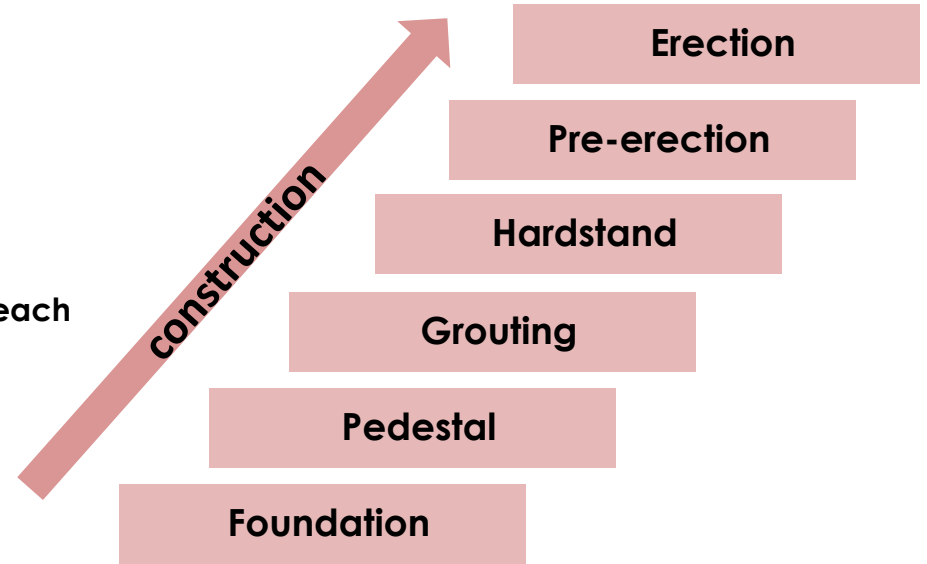 Erection
Pre-erection
Hardstand
construction
each
Grouting
Pedestal
Foundation